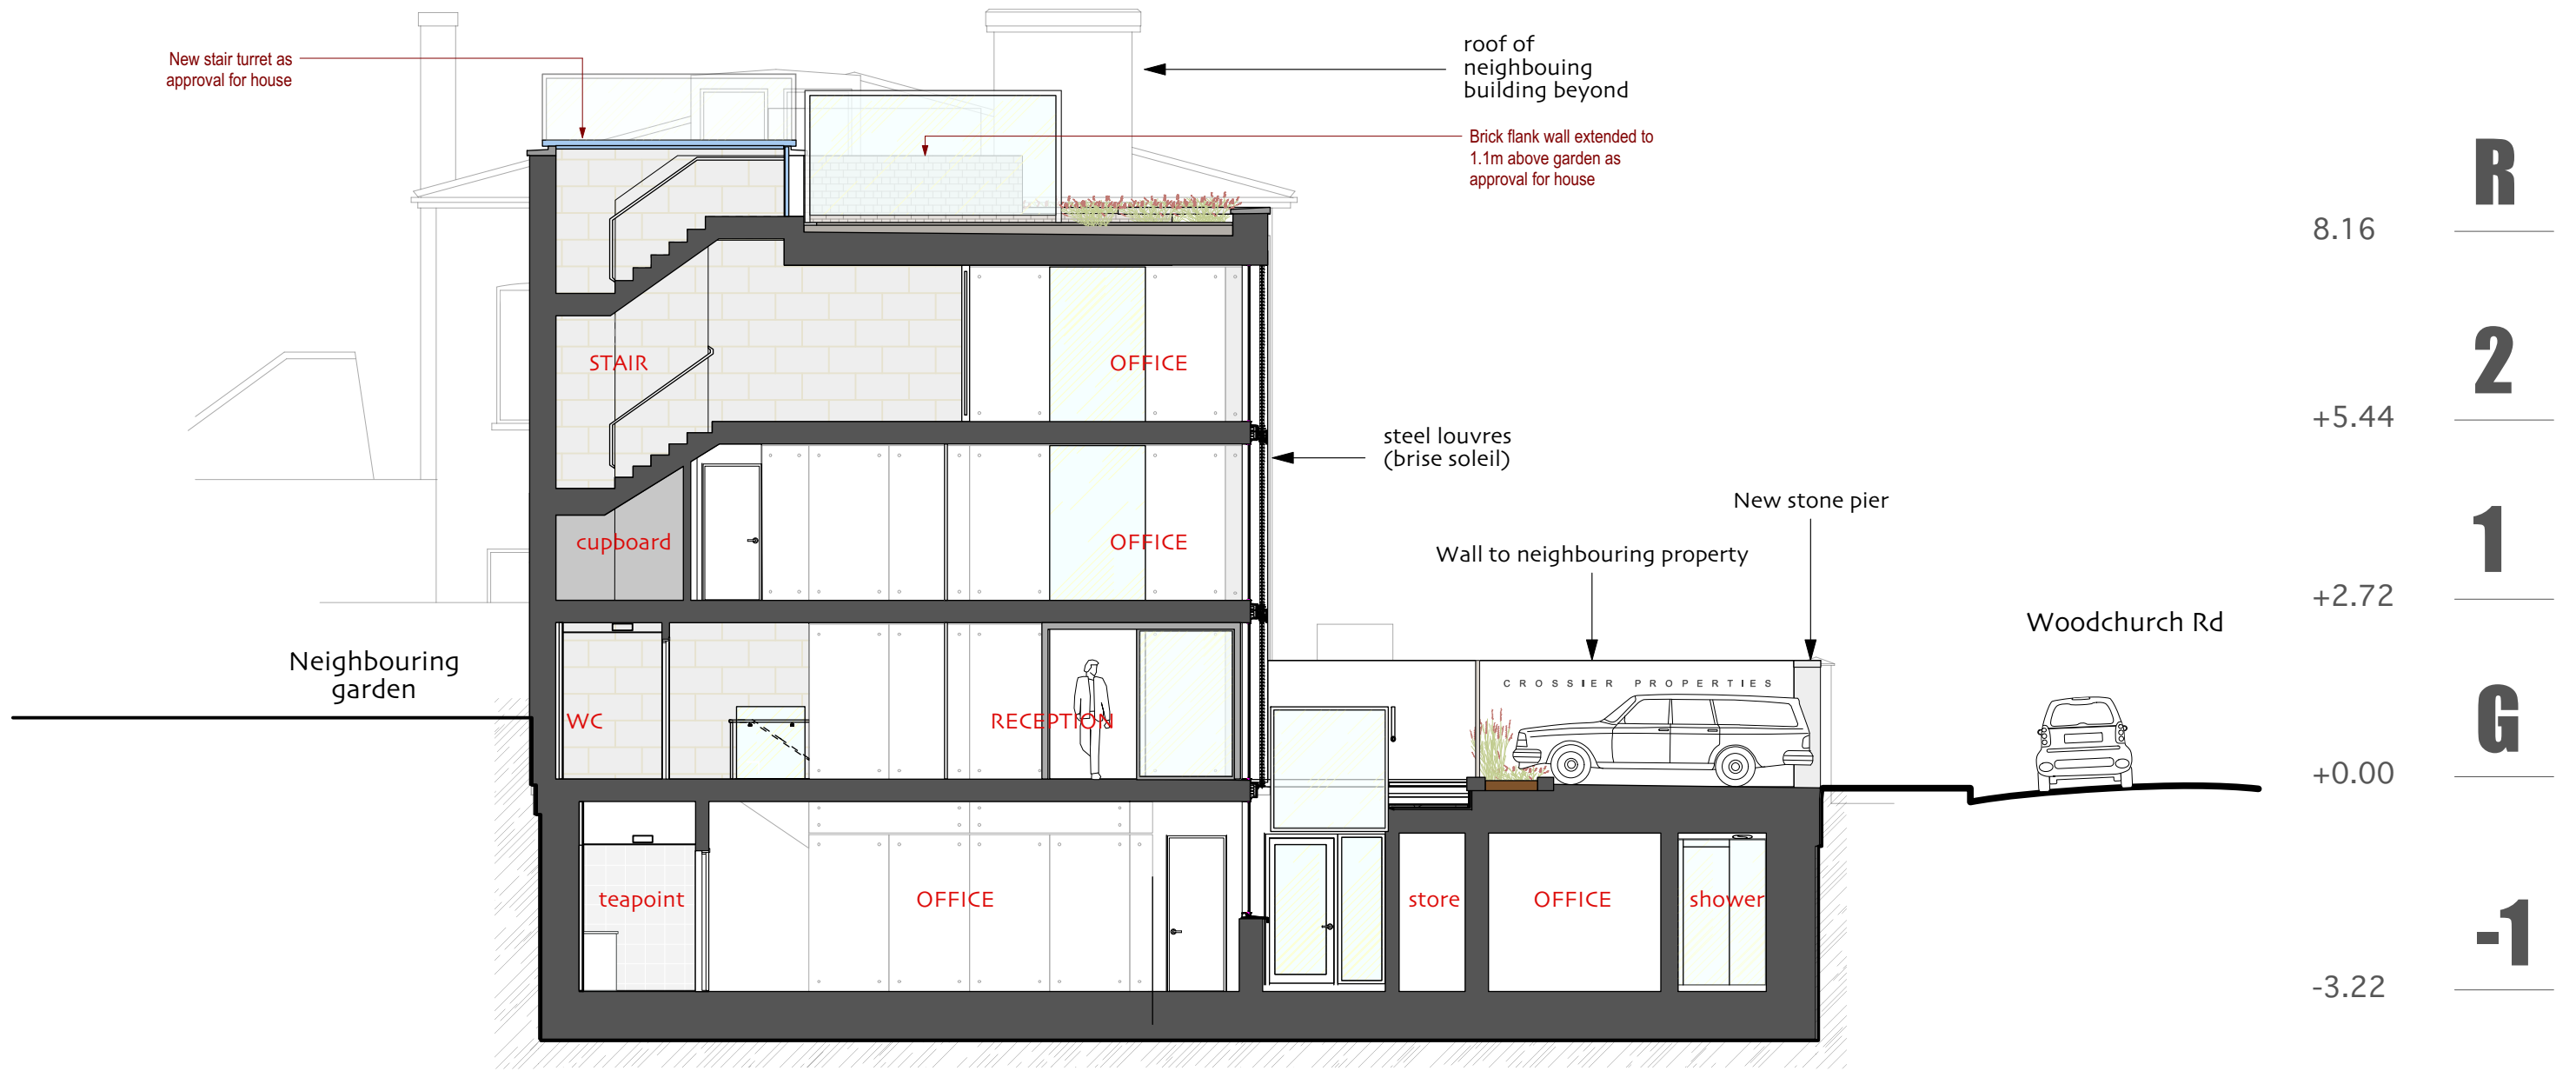 New stair turret as
approval for house
roof of
neighbouing
building beyond
Brick flank wall extended to
1.1m above garden as
approval for house
R
8.16
STAIR
OFFICE
2
+5.44
steel louvres
(brise soleil)
New stone pier
cupboard
OFFICE
Wall to neighbouring property
1
+2.72
Woodchurch Rd
Neighbouring
garden
CROSSIER PROPERTIES
WC
RECEPTION
G
+0.00
teapoint
OFFICE
store
OFFICE
shower
-1
-3.22